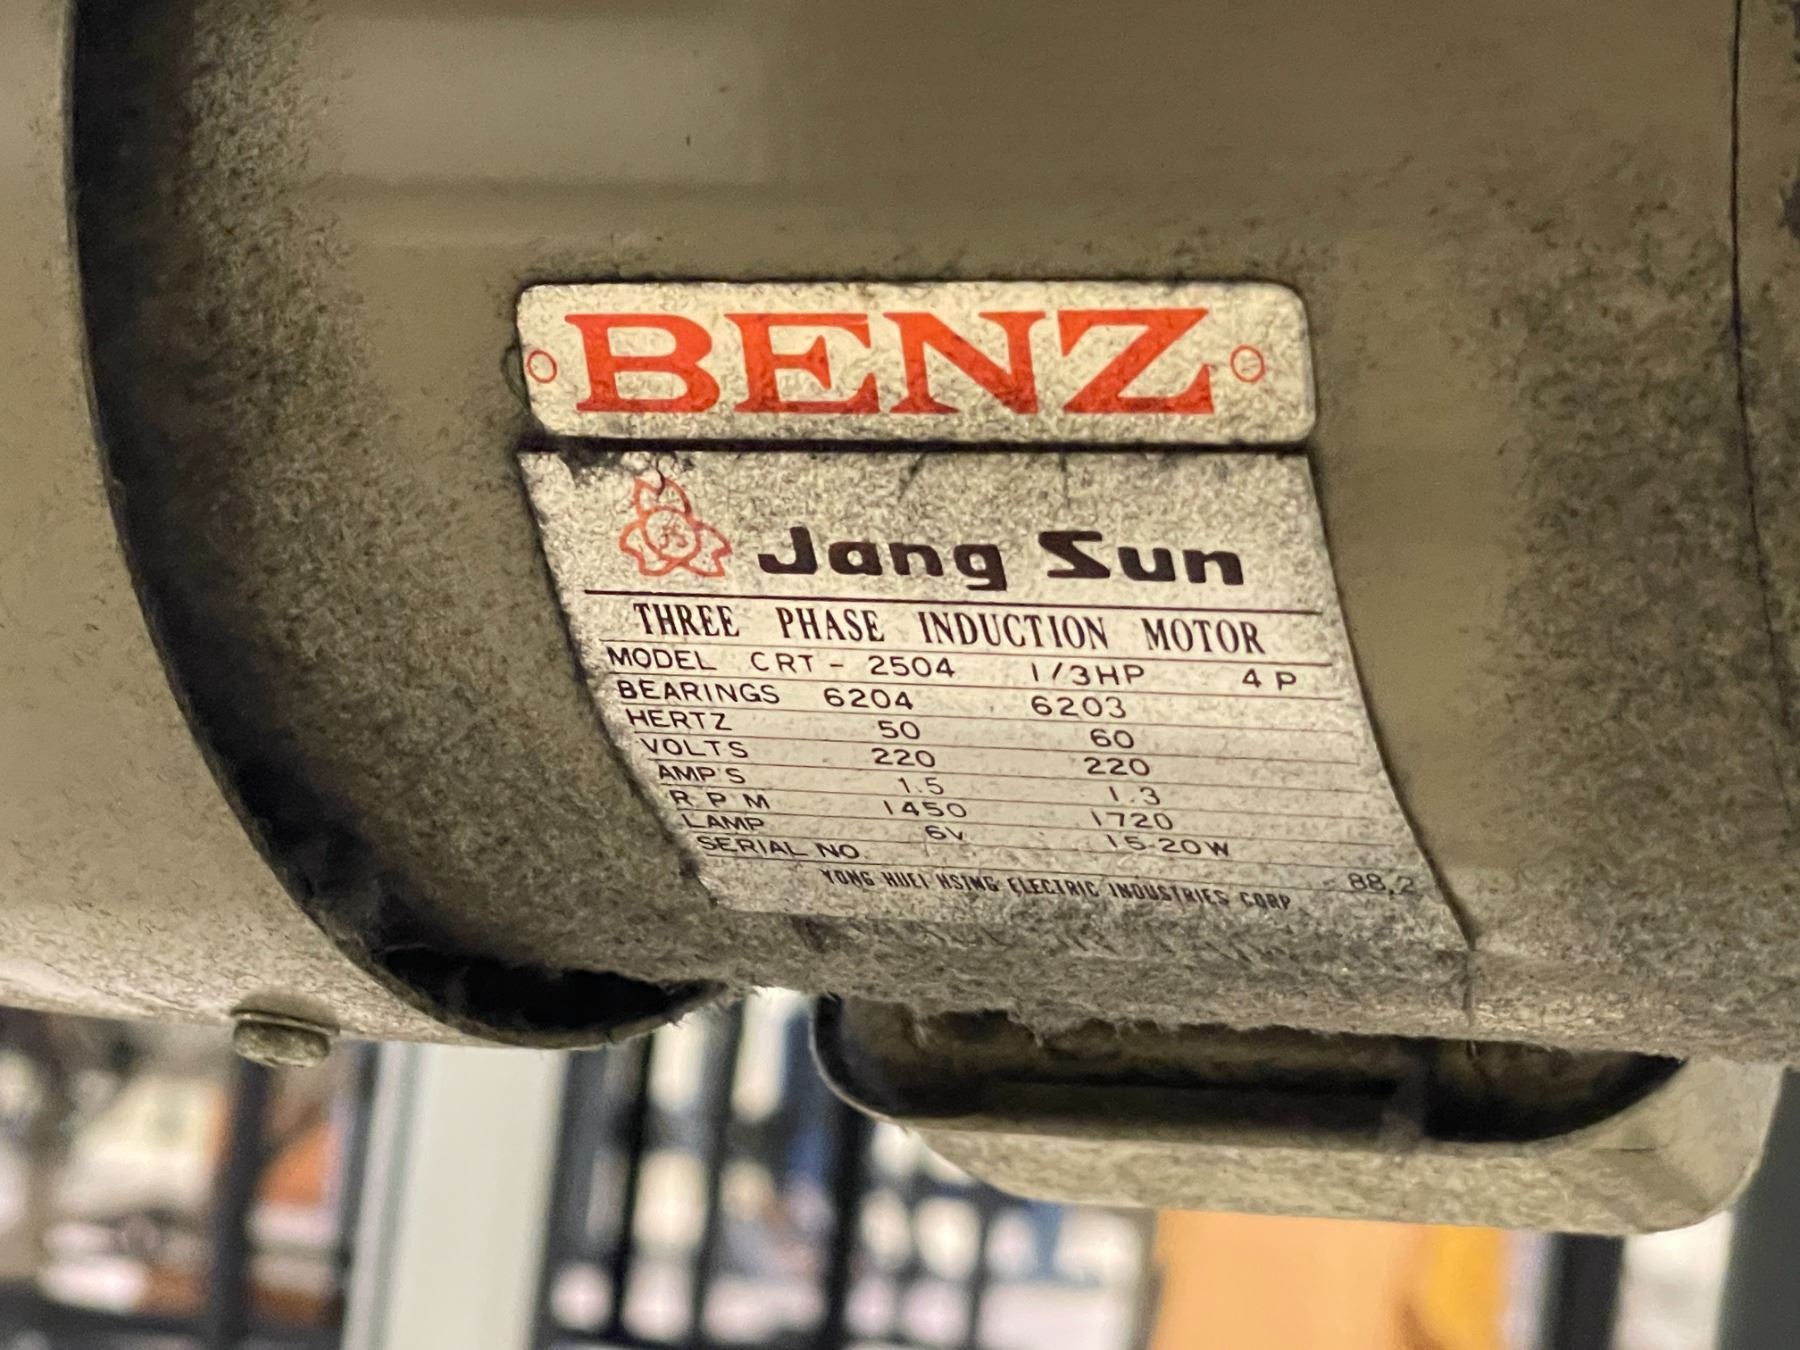 BENZ
JS Jang Sun
THREE PHASE INDUCTION MOTOR
MODEL CRT - 2504 1/3HP 4P
BEARINGS 6204 6203
HERTZ 50 60
VOLTS 220 220
AMP'S 1.5 1.3
R P M 1450 1720
LAMP 6V 15-20W
SERIAL NO. 88,2
YONG HUEI HSING ELECTRIC INDUSTRIES CORP